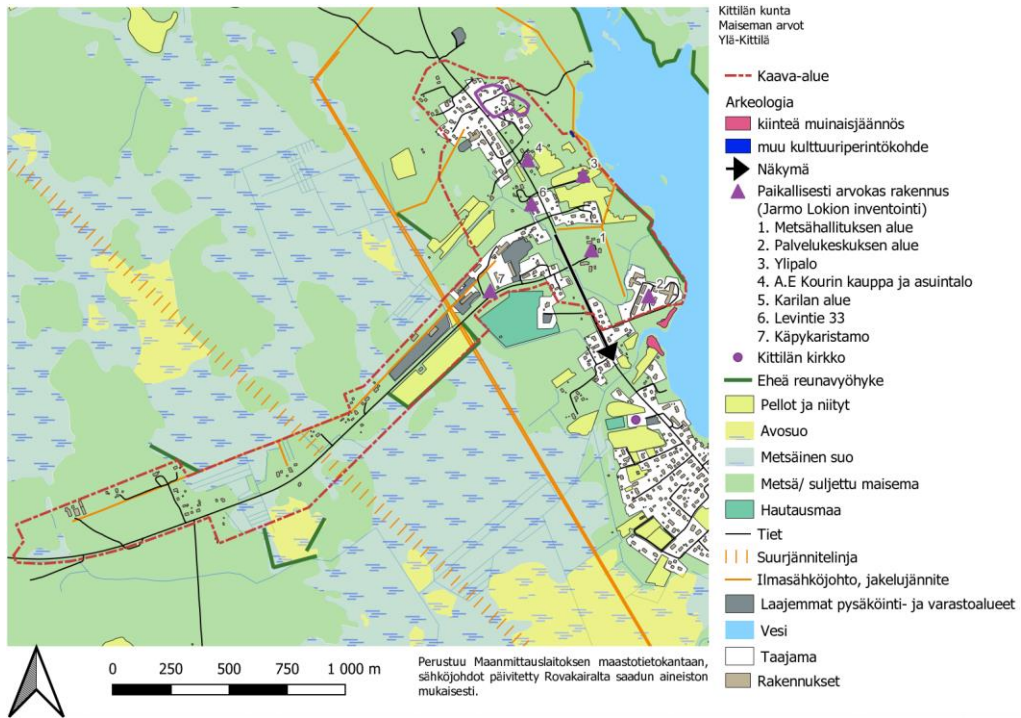 Kittilän kunta
Maiseman arvot
Ylä-Kittilä
Kaava-alue
Arkeologia
kiinteä muinaisjäännös
muu kulttuuriperintökohde
Näkymä
Paikallisesti arvokas rakennus
(Jarmo Lokion inventointi)
1. Metsähallituksen alue
2. Palvelukeskuksen alue
3. Ylipalo
4. A.E Kourin kauppa ja asuintalo
5. Karilan alue
6. Levintie 33
7. Käpykaristamo
Kittilän kirkko
Eheä reunavyöhyke
Pellot ja niityt
Avosuo
Metsäinen suo
Metsä/ suljettu maisema
Hautausmaa
Tiet
Suurjännitelinja
Ilmasähköjohto, jakelujännite
Laajemmat pysäköinti- ja varastoalueet
Vesi
Taajama
Rakennukset
5
4
3
6
1
7
0 250 500 750 1 000 m
Perustuu Maanmittauslaitoksen maastotietokantaan,
sähköjohdot päivitetty Rovakairalta saadun aineiston
mukaisesti.